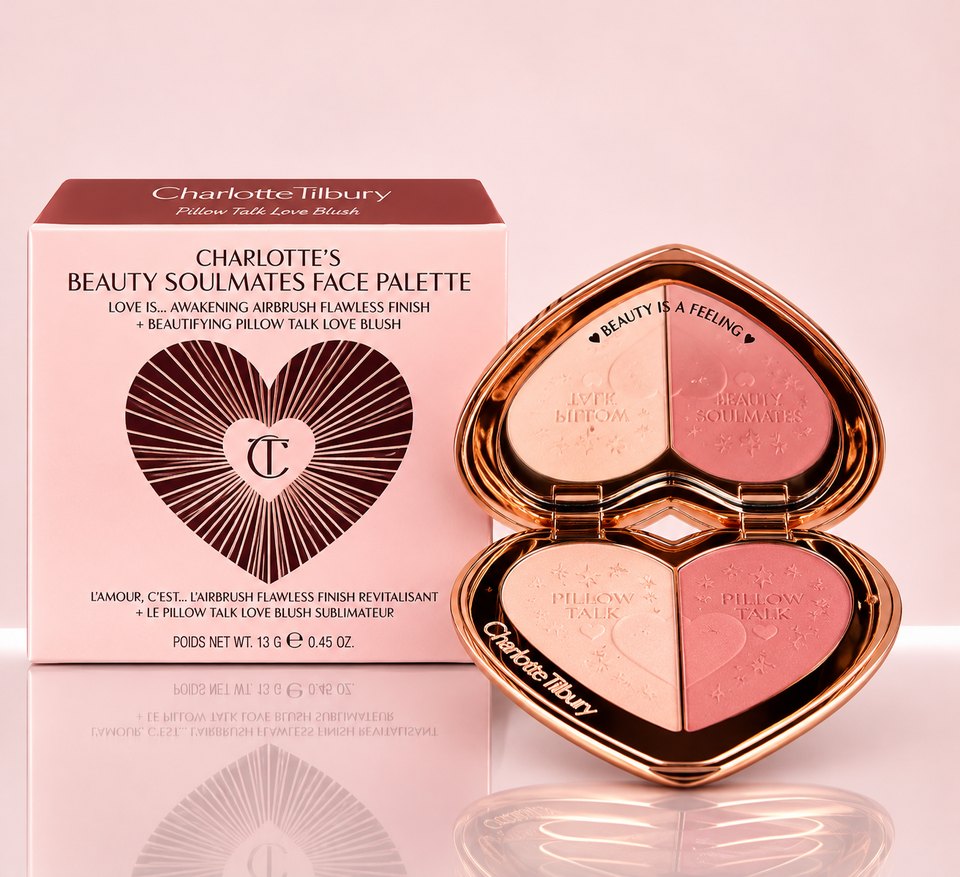 CharlotteTilbury
Pillow Talk Love Blush
CHARLOTTE'S
BEAUTY SOULMATES FACE PALETTE
LOVE IS... AWAKENING AIRBRUSH FLAWLESS FINISH
+ BEAUTIFYING PILLOW TALK LOVE BLUSH
CT
L'AMOUR, C'EST... L'AIRBRUSH FLAWLESS FINISH REVITALISANT
+ LE PILLOW TALK LOVE BLUSH SUBLIMATEUR
POIDS NET WT. 13 G ℮ 0.45 OZ.
♥ BEAUTY IS A FEELING ♥
PILLOW
TALK
BEAUTY
SOULMATES
PILLOW
TALK
PILLOW
TALK
Charlotte Tilbury